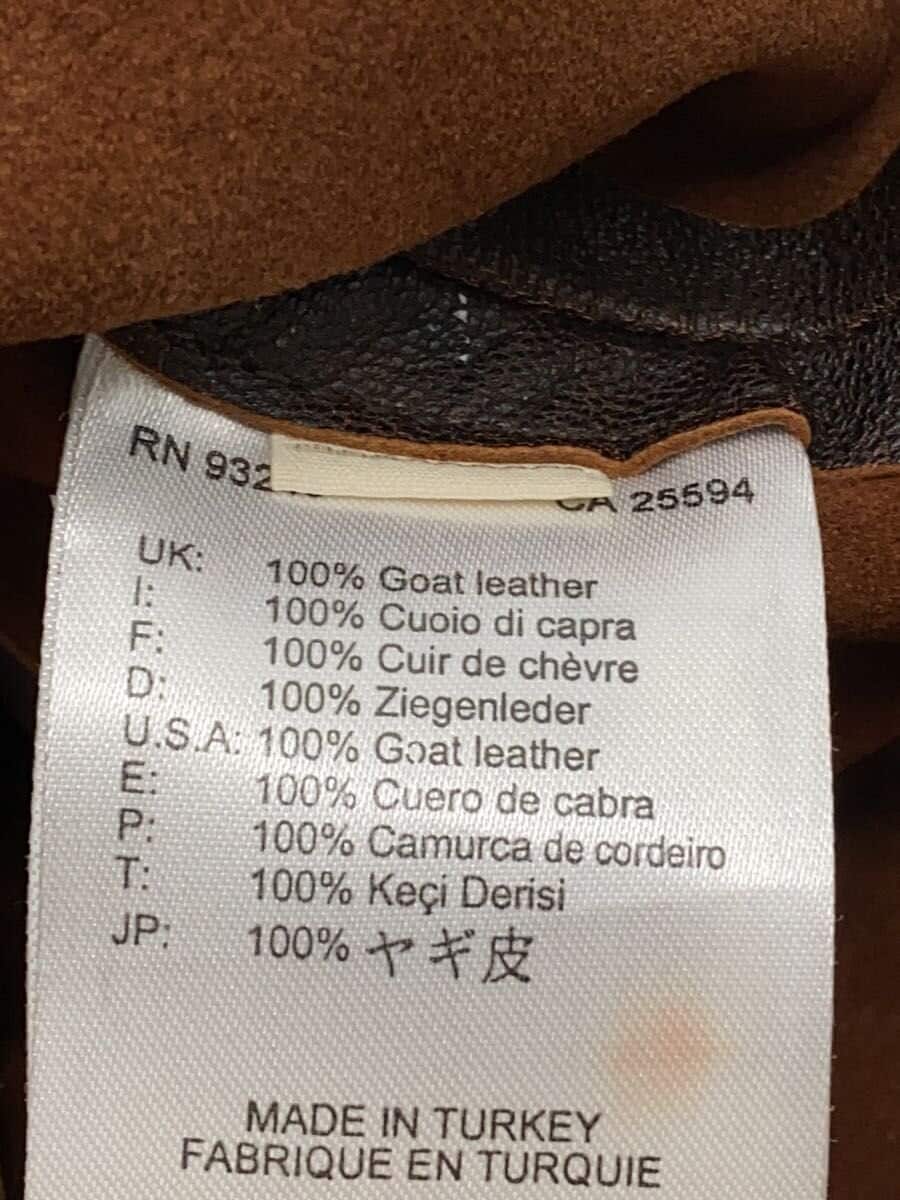 RN 932
CA 25594
UK: 100% Goat leather
I: 100% Cuoio di capra
F: 100% Cuir de chèvre
D: 100% Ziegenleder
U.S.A: 100% Goat leather
E: 100% Cuero de cabra
P: 100% Camurca de cordeiro
T: 100% Keçi Derisi
JP: 100% ヤギ皮
MADE IN TURKEY
FABRIQUE EN TURQUIE